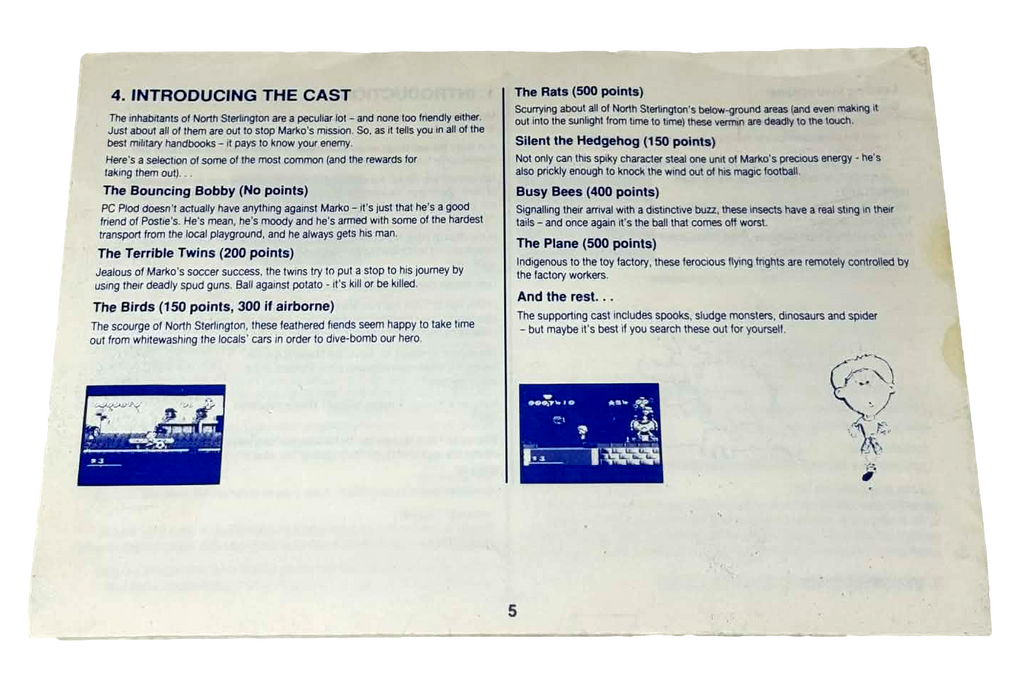 4. INTRODUCING THE CAST
The inhabitants of North Sterlington are a peculiar lot – and none too friendly either.
Just about all of them are out to stop Marko's mission. So, as it tells you in all of the
best military handbooks – it pays to know your enemy.
Here's a selection of some of the most common (and the rewards for
taking them out). . .
The Bouncing Bobby (No points)
PC Plod doesn't actually have anything against Marko – it's just that he's a good
friend of Postie's. He's mean, he's moody and he's armed with some of the hardest
transport from the local playground, and he always gets his man.
The Terrible Twins (200 points)
Jealous of Marko's soccer success, the twins try to put a stop to his journey by
using their deadly spud guns. Ball against potato - it's kill or be killed.
The Birds (150 points, 300 if airborne)
The scourge of North Sterlington, these feathered fiends seem happy to take time
out from whitewashing the locals' cars in order to dive-bomb our hero.
The Rats (500 points)
Scurrying about all of North Sterlington's below-ground areas (and even making it
out into the sunlight from time to time) these vermin are deadly to the touch.
Silent the Hedgehog (150 points)
Not only can this spiky character steal one unit of Marko's precious energy - he's
also prickly enough to knock the wind out of his magic football.
Busy Bees (400 points)
Signalling their arrival with a distinctive buzz, these insects have a real sting in their
tails – and once again it's the ball that comes off worst.
The Plane (500 points)
Indigenous to the toy factory, these ferocious flying frights are remotely controlled by
the factory workers.
And the rest. . .
The supporting cast includes spooks, sludge monsters, dinosaurs and spider
– but maybe it's best if you search these out for yourself.
5